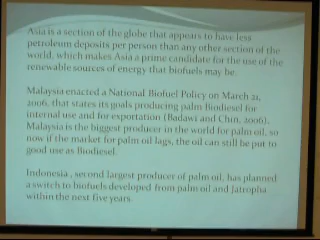 Asia is a section of the globe that appears to have less
petroleum deposits per person than any other section of the
world, which makes Asia a prime candidate for the use of the
renewable sources of energy that biofuels may be.
Malaysia enacted a National Biofuel Policy on March 21,
2006, that states its goals producing palm Biodiesel for
internal use and for exportation (Badawi and Chin, 2006).
Malaysia is the biggest producer in the world for palm oil, so
now if the market for palm oil lags, the oil can still be put to
good use as Biodiesel.
Indonesia , second largest producer of palm oil, has planned
a switch to biofuels developed from palm oil and Jatropha
within the next five years.